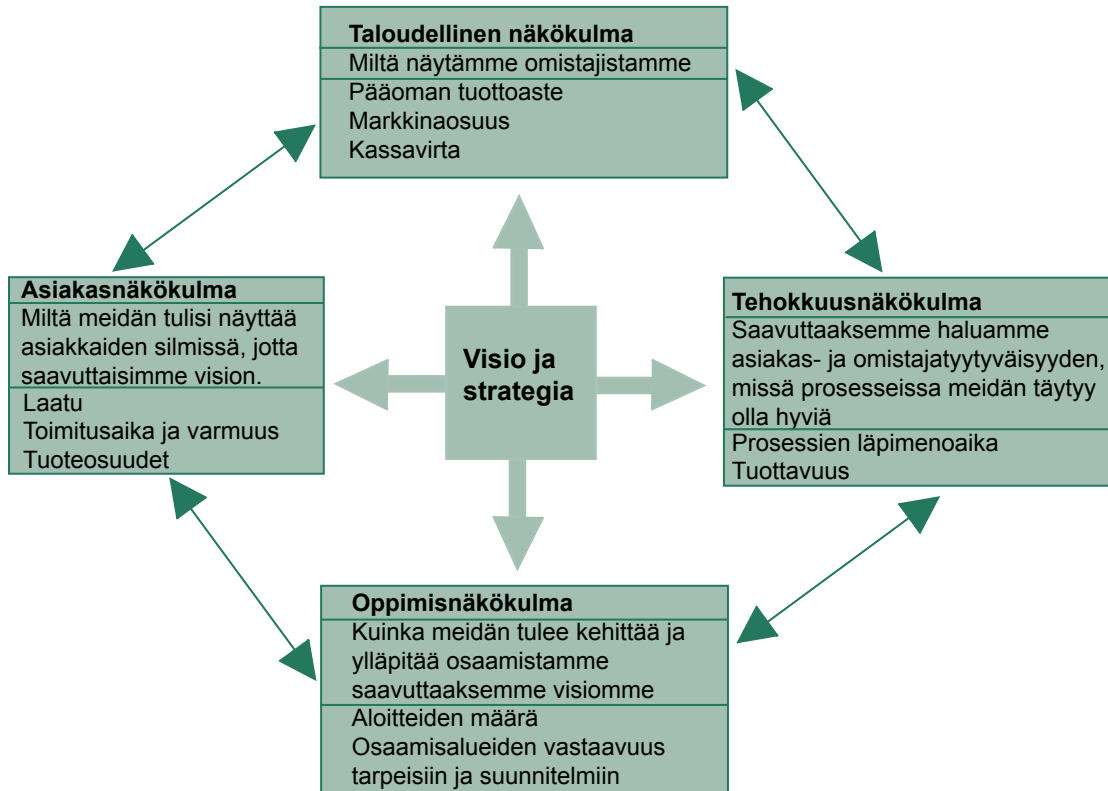 Taloudellinen näkökulma
Miltä näytämme omistajistamme
Pääoman tuottoaste
Markkinaosuus
Kassavirta
Asiakasnäkökulma
Miltä meidän tulisi näyttää
asiakkaiden silmissä, jotta
saavuttaisimme vision.
Laatu
Toimitusaika ja varmuus
Tuoteosuudet
Visio ja
strategia
Tehokkuusnäkökulma
Saavuttaaksemme haluamme
asiakas- ja omistajatyytyväisyyden,
missä prosesseissa meidän täytyy
olla hyviä
Prosessien läpimenoaika
Tuottavuus
Oppimisnäkökulma
Kuinka meidän tulee kehittää ja
ylläpitää osaamistamme
saavuttaaksemme visiomme
Aloitteiden määrä
Osaamisalueiden vastaavuus
tarpeisiin ja suunnitelmiin